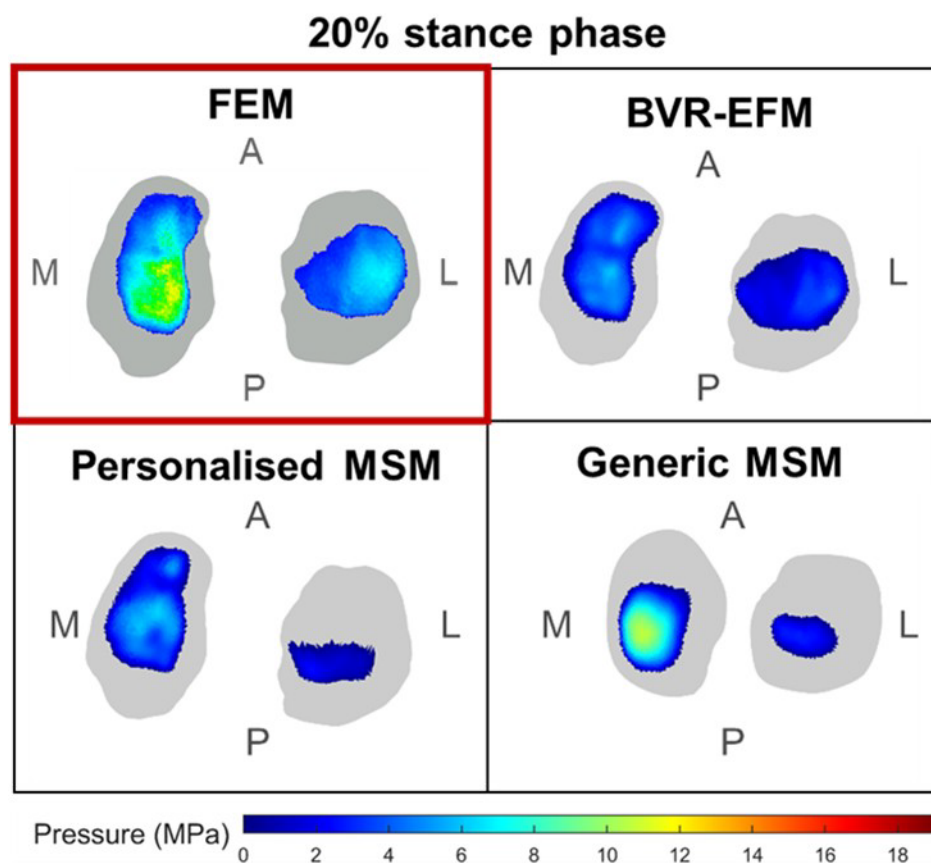 20% stance phase
FEM
A
M
L
P
BVR-EFM
A
M
L
P
Personalised MSM
A
M
L
P
Generic MSM
A
M
L
P
Pressure (MPa)
0 2 4 6 8 10 12 14 16 18